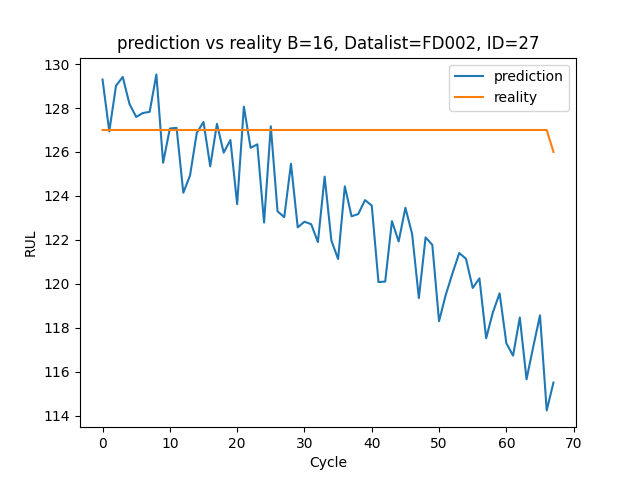 prediction vs reality B=16, Datalist=FD002, ID=27
130
128
126
124
122
120
118
116
114
RUL
prediction
reality
0 10 20 30 40 50 60 70
Cycle